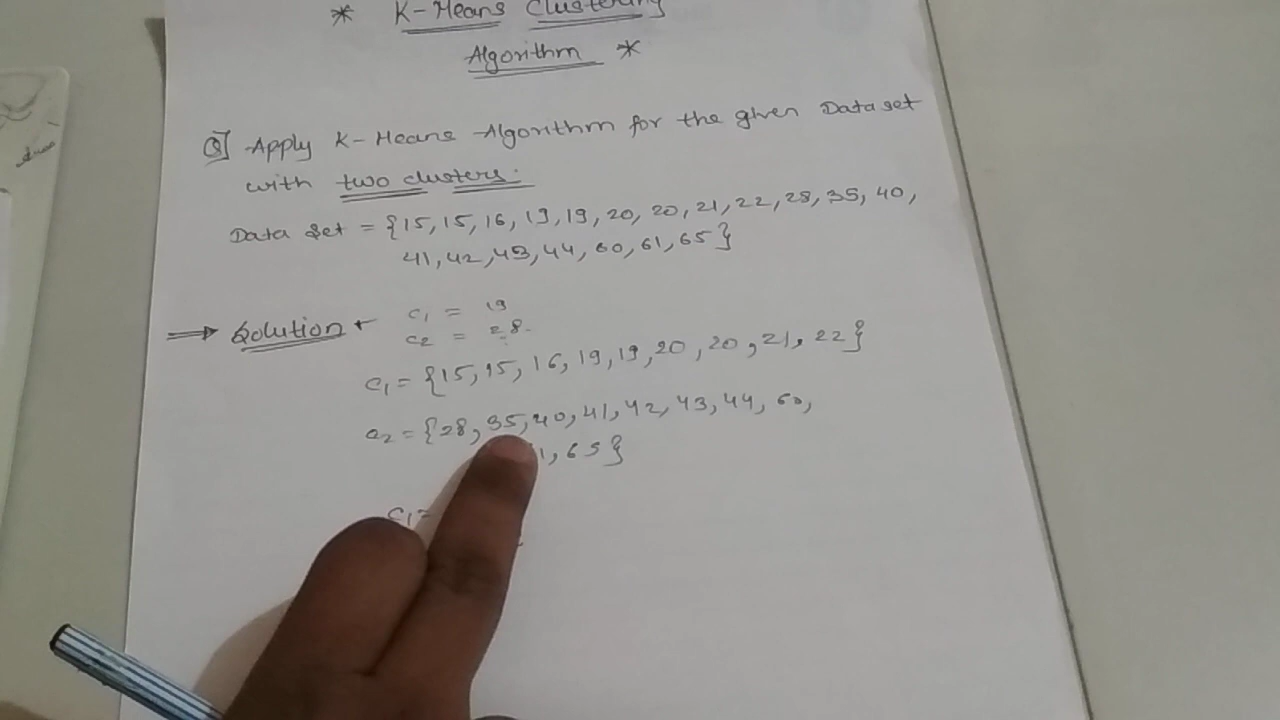 * K-Means Clustering
Algorithm *
Q] Apply K-Means Algorithm for the given Data set
with two clusters.
Data Set = {15, 15, 16, 19, 19, 20, 20, 21, 22, 28, 35, 40,
41, 42, 43, 44, 60, 61, 65}
⇒ Solution
c1 = 19
c2 = 28.
c1 = {15, 15, 16, 19, 19, 20, 20, 21, 22}
c2 = {28, 35, 40, 41, 42, 43, 44, 60,
1, 65}
c1 =